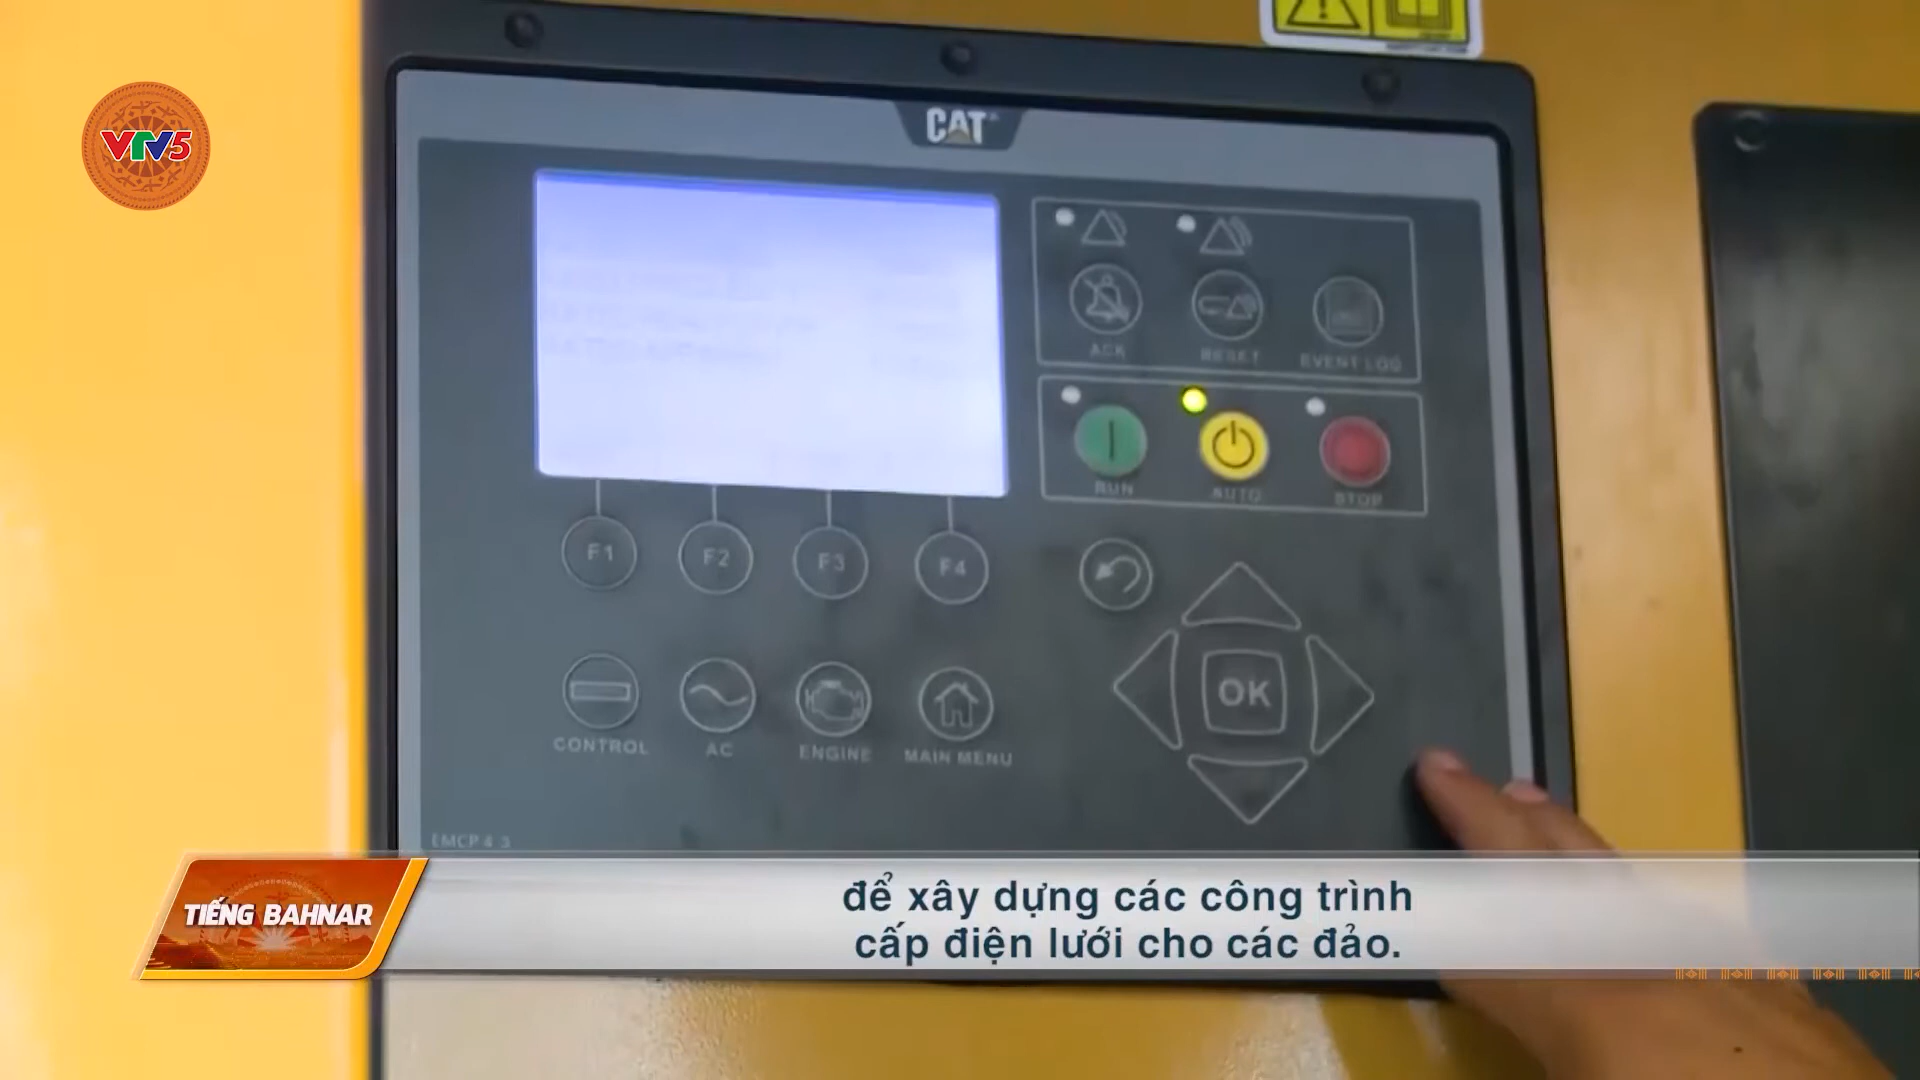 CAT
VTV5
ACK
RESET
EVENT LOG
RUN
AUTO
STOP
F1
F2
F3
F4
OK
CONTROL
AC
ENGINE
MAIN MENU
EMCP 4.3
TIẾNG BAHNAR
để xây dựng các công trình
cấp điện lưới cho các đảo.